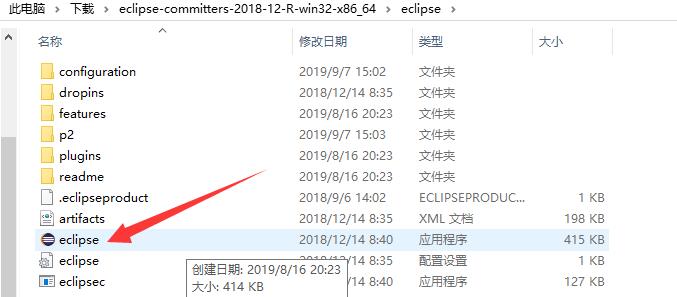 此电脑 › 下载 › eclipse-committers-2018-12-R-win32-x86_64 › eclipse
名称 修改日期 类型 大小
configuration 2019/9/7 15:02 文件夹
dropins 2018/12/14 8:35 文件夹
features 2019/8/16 20:23 文件夹
p2 2019/9/7 15:03 文件夹
plugins 2019/8/16 20:23 文件夹
readme 2019/8/16 20:23 文件夹
.eclipseproduct 2018/9/6 14:02 ECLIPSEPRODUC... 1 KB
artifacts 2018/12/14 8:35 XML 文档 198 KB
eclipse 2018/12/14 8:40 应用程序 415 KB
eclipse 2018/12/14 8:35 配置设置 1 KB
eclipsec 2018/12/14 8:40 应用程序 127 KB
创建日期: 2019/8/16 20:23
大小: 414 KB